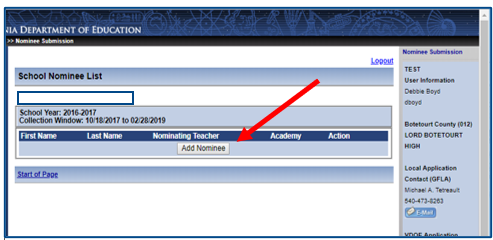 NIA DEPARTMENT OF EDUCATION
>> Nominee Submission
Logout
School Nominee List
School Year: 2016-2017
Collection Window: 10/18/2017 to 02/28/2019
First Name Last Name Nominating Teacher Academy Action
Add Nominee
Start of Page
Nominee Submission
TEST
User Information
Debbie Boyd
dboyd
Botetourt County (012)
LORD BOTETOURT
HIGH
Local Application
Contact (GFLA)
Michael A. Tetreault
540-473-8263
E-Mail
VDOE Application